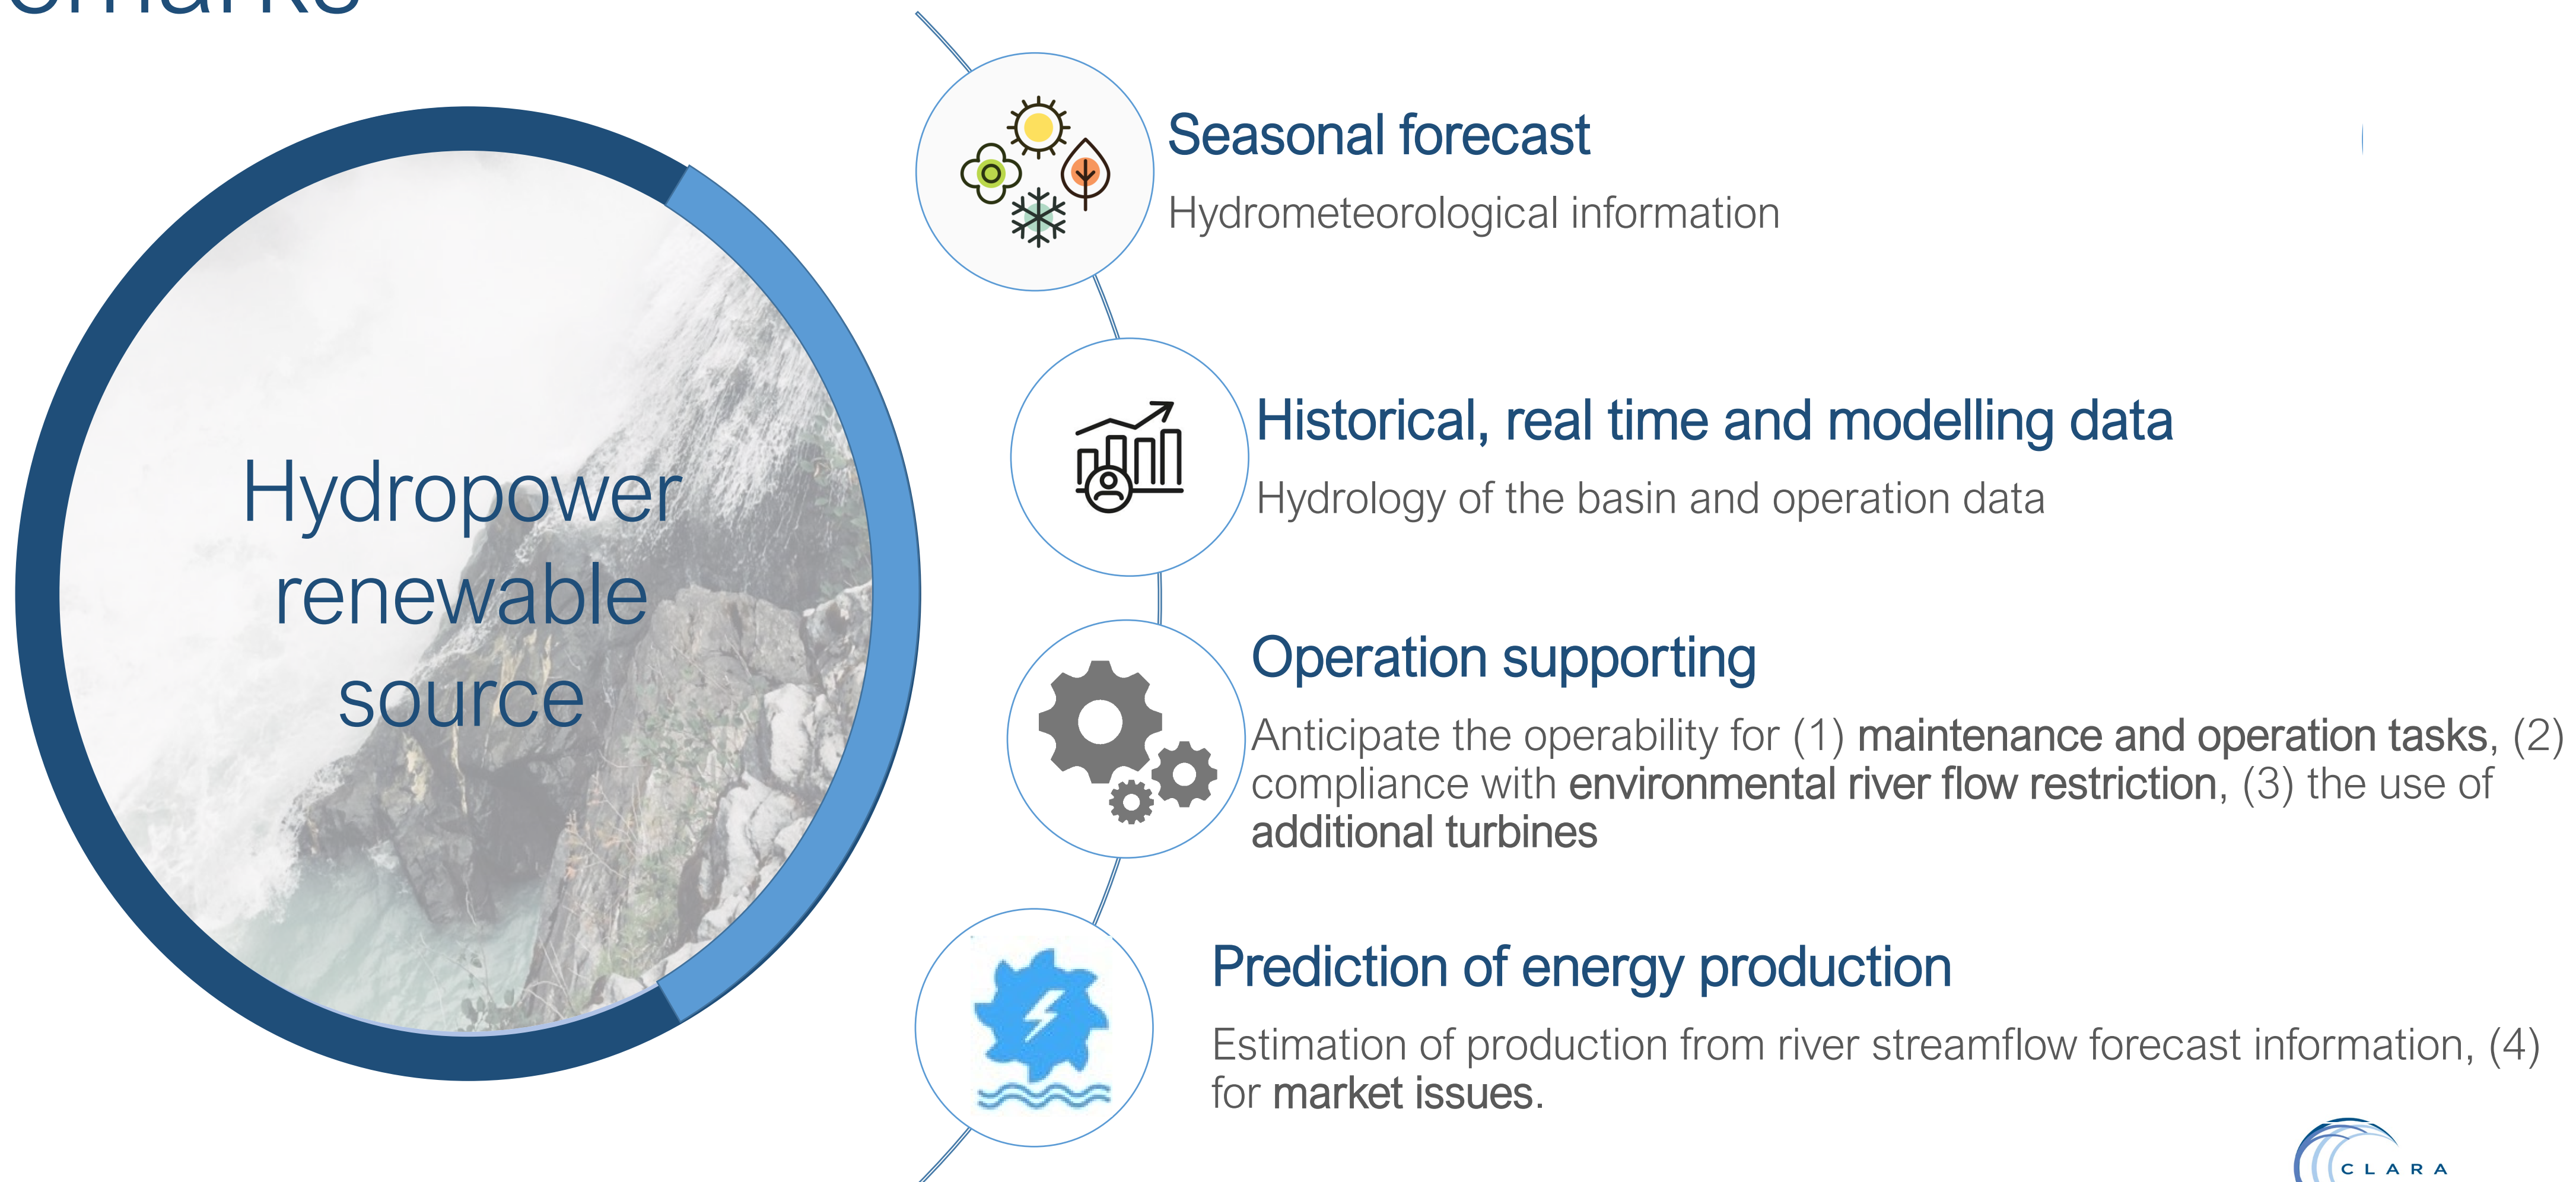 Hydropower
renewable
source
Seasonal forecast
Hydrometeorological information
Historical, real time and modelling data
Hydrology of the basin and operation data
Operation supporting
Anticipate the operability for (1) maintenance and operation tasks, (2)
compliance with environmental river flow restriction, (3) the use of
additional turbines
Prediction of energy production
Estimation of production from river streamflow forecast information, (4)
for market issues.
CLARA